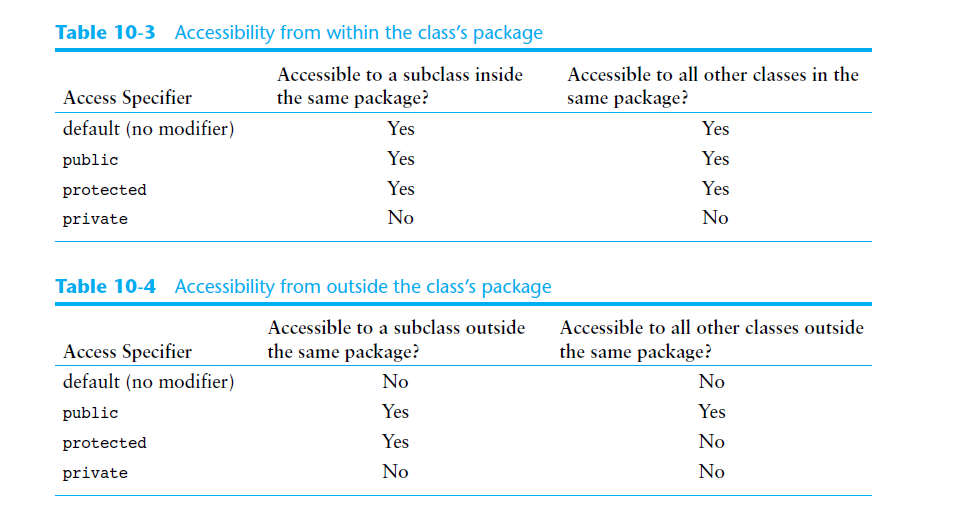 Table 10-3 Accessibility from within the class's package
Accessible to a subclass inside Accessible to all other classes in the
Access Specifier the same package? same package?
default (no modifier) Yes Yes
public Yes Yes
protected Yes Yes
private No No
Table 10-4 Accessibility from outside the class's package
Accessible to a subclass outside Accessible to all other classes outside
Access Specifier the same package? the same package?
default (no modifier) No No
public Yes Yes
protected Yes No
private No No